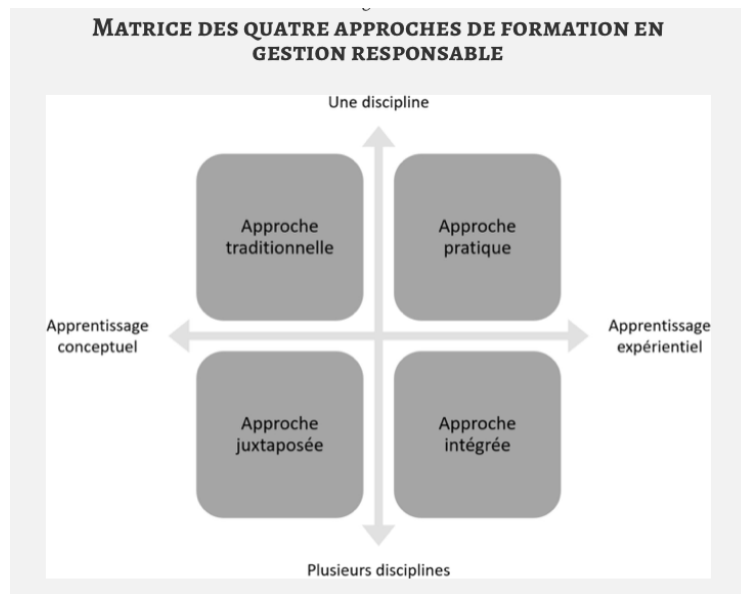 MATRICE DES QUATRE APPROCHES DE FORMATION EN
GESTION RESPONSABLE
Une discipline
Approche
traditionnelle
Approche
pratique
Apprentissage
conceptuel
Apprentissage
expérientiel
Approche
juxtaposée
Approche
intégrée
Plusieurs disciplines